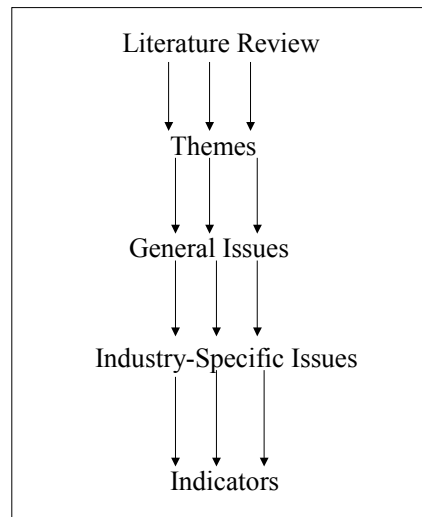 Literature Review
Themes
General Issues
Industry-Specific Issues
Indicators